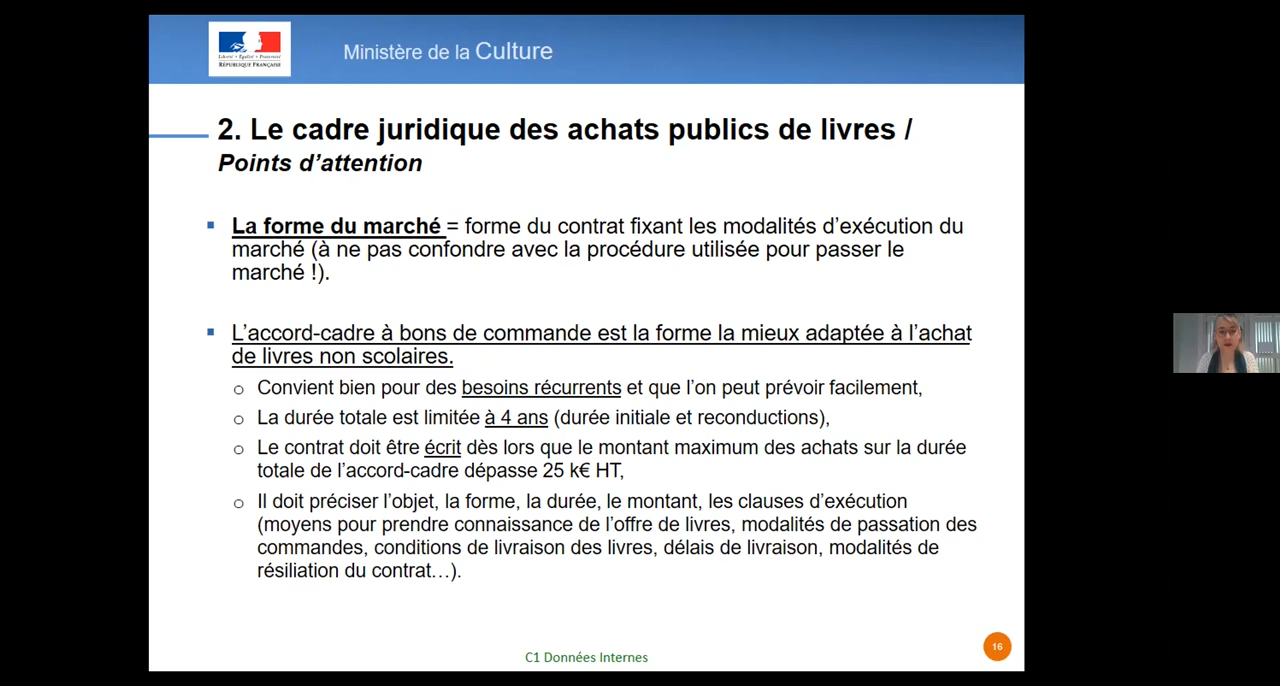 Liberté • Égalité • Fraternité
RÉPUBLIQUE FRANÇAISE
Ministère de la Culture
2. Le cadre juridique des achats publics de livres /
Points d’attention
La forme du marché = forme du contrat fixant les modalités d’exécution du
marché (à ne pas confondre avec la procédure utilisée pour passer le
marché !).
L’accord-cadre à bons de commande est la forme la mieux adaptée à l’achat
de livres non scolaires.
Convient bien pour des besoins récurrents et que l’on peut prévoir facilement,
La durée totale est limitée à 4 ans (durée initiale et reconductions),
Le contrat doit être écrit dès lors que le montant maximum des achats sur la durée
totale de l’accord-cadre dépasse 25 k€ HT,
Il doit préciser l’objet, la forme, la durée, le montant, les clauses d’exécution
(moyens pour prendre connaissance de l’offre de livres, modalités de passation des
commandes, conditions de livraison des livres, délais de livraison, modalités de
résiliation du contrat…).
C1 Données Internes
16